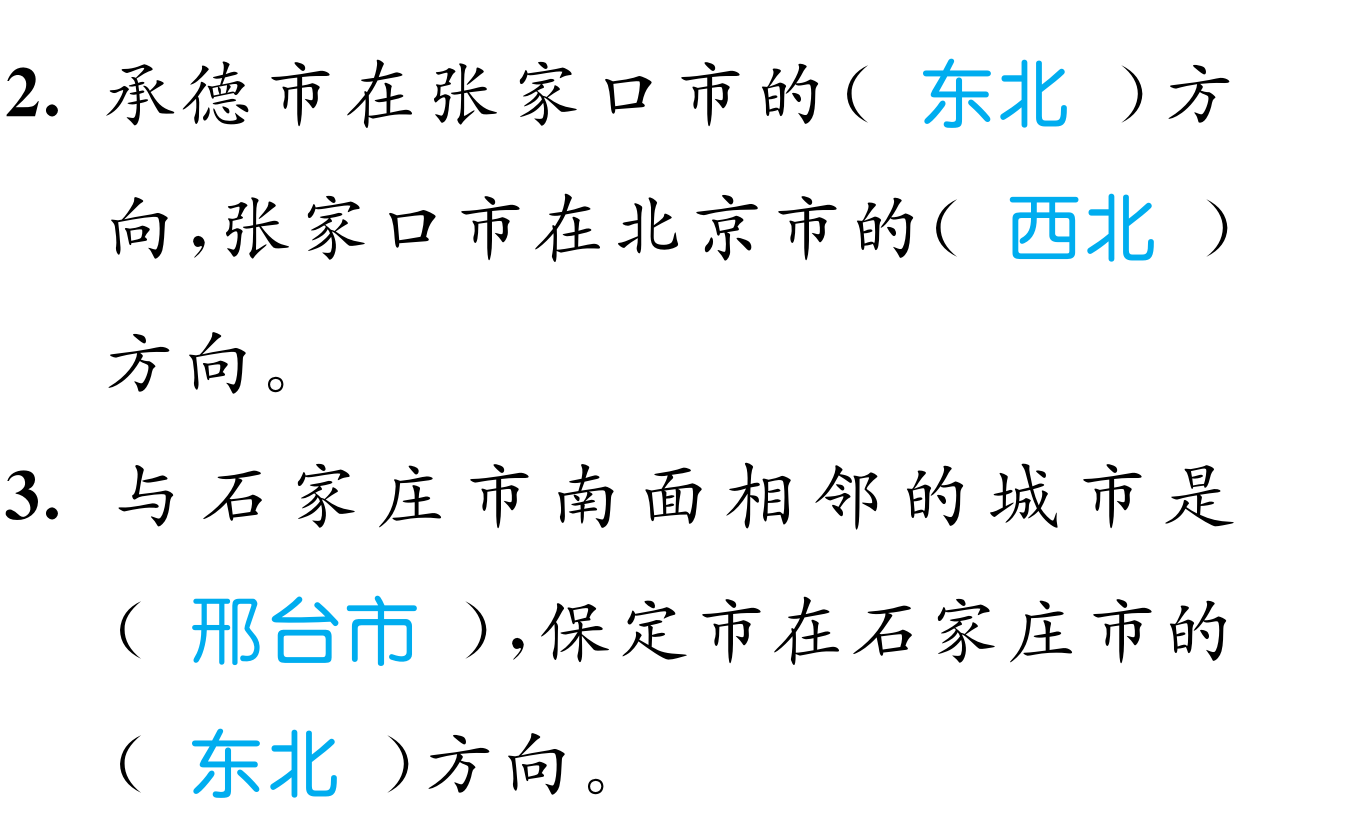 2. 承德市在张家口市的( 东北 )方
向,张家口市在北京市的( 西北 )
方向。
3. 与石家庄市南面相邻的城市是
( 邢台市 ),保定市在石家庄市的
( 东北 )方向。